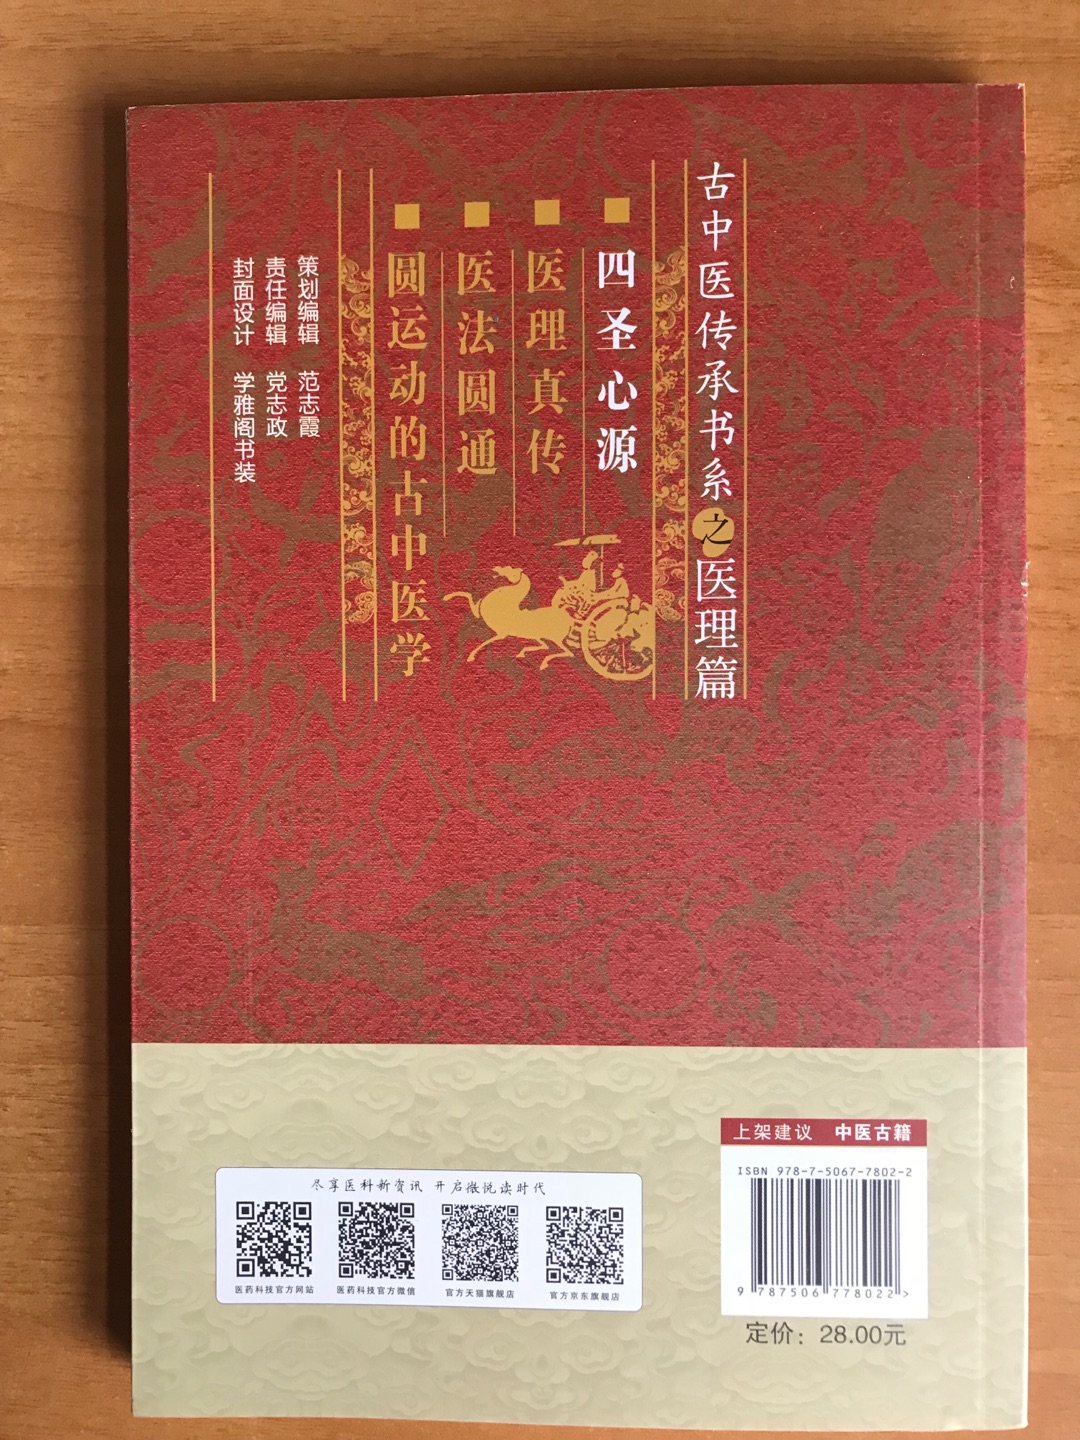 古中医传承书系之医理篇
四圣心源
医理真传
医法圆通
圆运动的古中医学
策划编辑 范志霞
责任编辑 党志政
封面设计 学雅阁书装
上架建议 中医古籍
ISBN 978-7-5067-7802-2
9 787506 778022 >
定价：28.00元
尽享医科新资讯 开启微悦读时代
医药科技官方网站
医药科技官方微信
官方天猫旗舰店
官方京东旗舰店